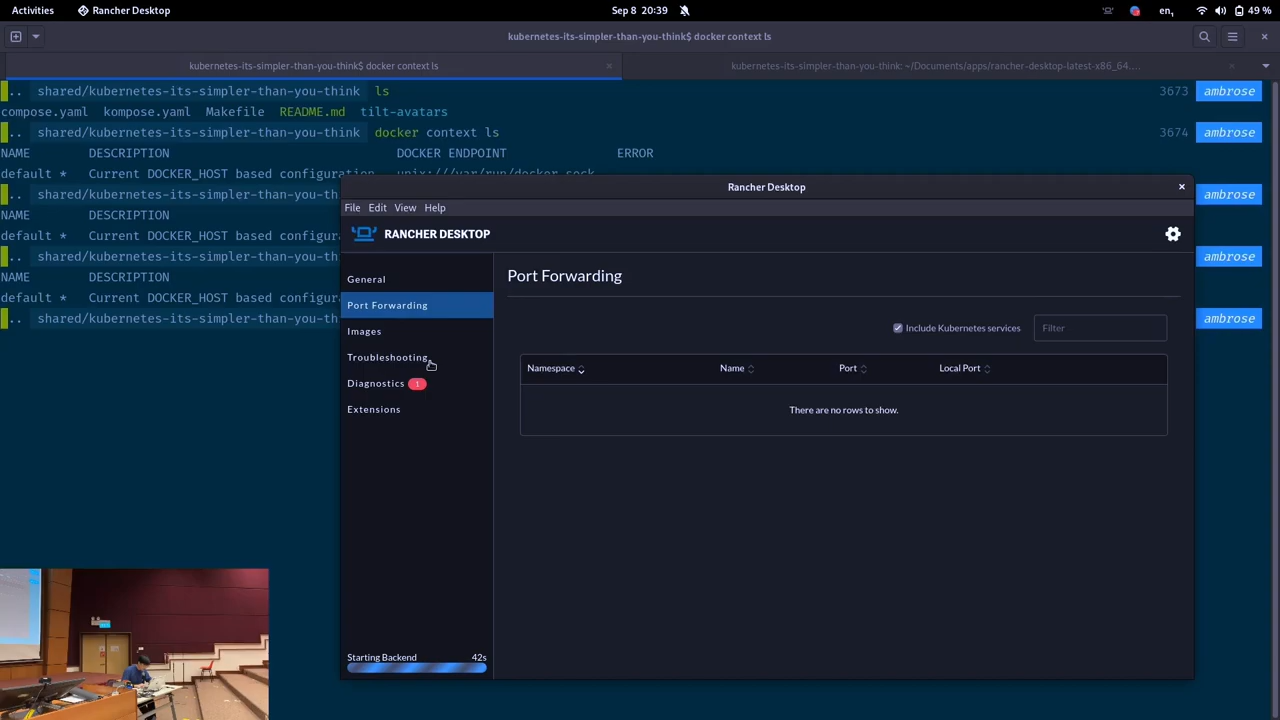 Activities Rancher Desktop Sep 8 20:39 en, 49 %
kubernetes-its-simpler-than-you-think$ docker context ls
kubernetes-its-simpler-than-you-think$ docker context ls × kubernetes-its-simpler-than-you-think: ~/Documents/apps/rancher-desktop-latest-x86_64....
.. shared/kubernetes-its-simpler-than-you-think ls 3673 ambrose
compose.yaml kompose.yaml Makefile README.md tilt-avatars
.. shared/kubernetes-its-simpler-than-you-think docker context ls 3674 ambrose
NAME DESCRIPTION DOCKER ENDPOINT ERROR
default * Current DOCKER_HOST based configuration unix:///var/run/docker.sock
.. shared/kubernetes-its-simpler-than-you-th ambrose
NAME DESCRIPTION
default * Current DOCKER_HOST based configura
.. shared/kubernetes-its-simpler-than-you-th ambrose
NAME DESCRIPTION
default * Current DOCKER_HOST based configu
.. shared/kubernetes-its-simpler-than-you-th ambrose
Rancher Desktop
File Edit View Help
RANCHER DESKTOP
General
Port Forwarding
Images
Troubleshooting
Diagnostics 1
Extensions
Starting Backend 42s
Port Forwarding
Include Kubernetes services Filter
Namespace Name Port Local Port
There are no rows to show.